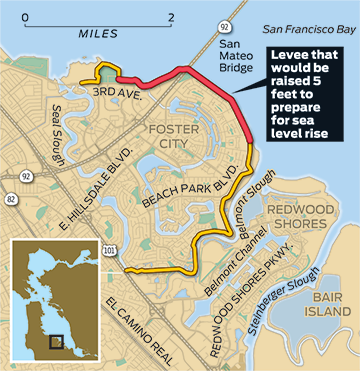 0 2
MILES
San Francisco Bay
92
San
Mateo
Bridge
Levee that
would be
raised 5
feet to
prepare
for sea
level rise
3RD AVE.
Seal Slough
FOSTER
CITY
E. HILLSDALE BLVD.
BEACH PARK BLVD.
92
82
Belmont Slough
REDWOOD
SHORES
101
Belmont Channel
REDWOOD SHORES PKWY.
Steinberger Slough
BAIR
ISLAND
EL CAMINO REAL